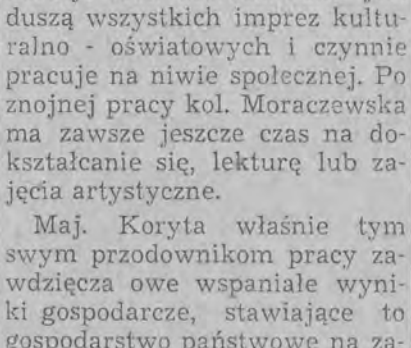 duszą wszystkich imprez kultu-
ralno - oświatowych i czynnie
pracuje na niwie społecznej. Po
znojnej pracy kol. Moraczewska
ma zawsze jeszcze czas na do-
kształcanie się, lekturę lub za-
jęcia artystyczne.
Maj. Koryta właśnie tym
swym przodownikom pracy za-
wdzięcza owe wspaniałe wyni-
ki gospodarcze, stawiające to
gospodarstwo państwowe na za-